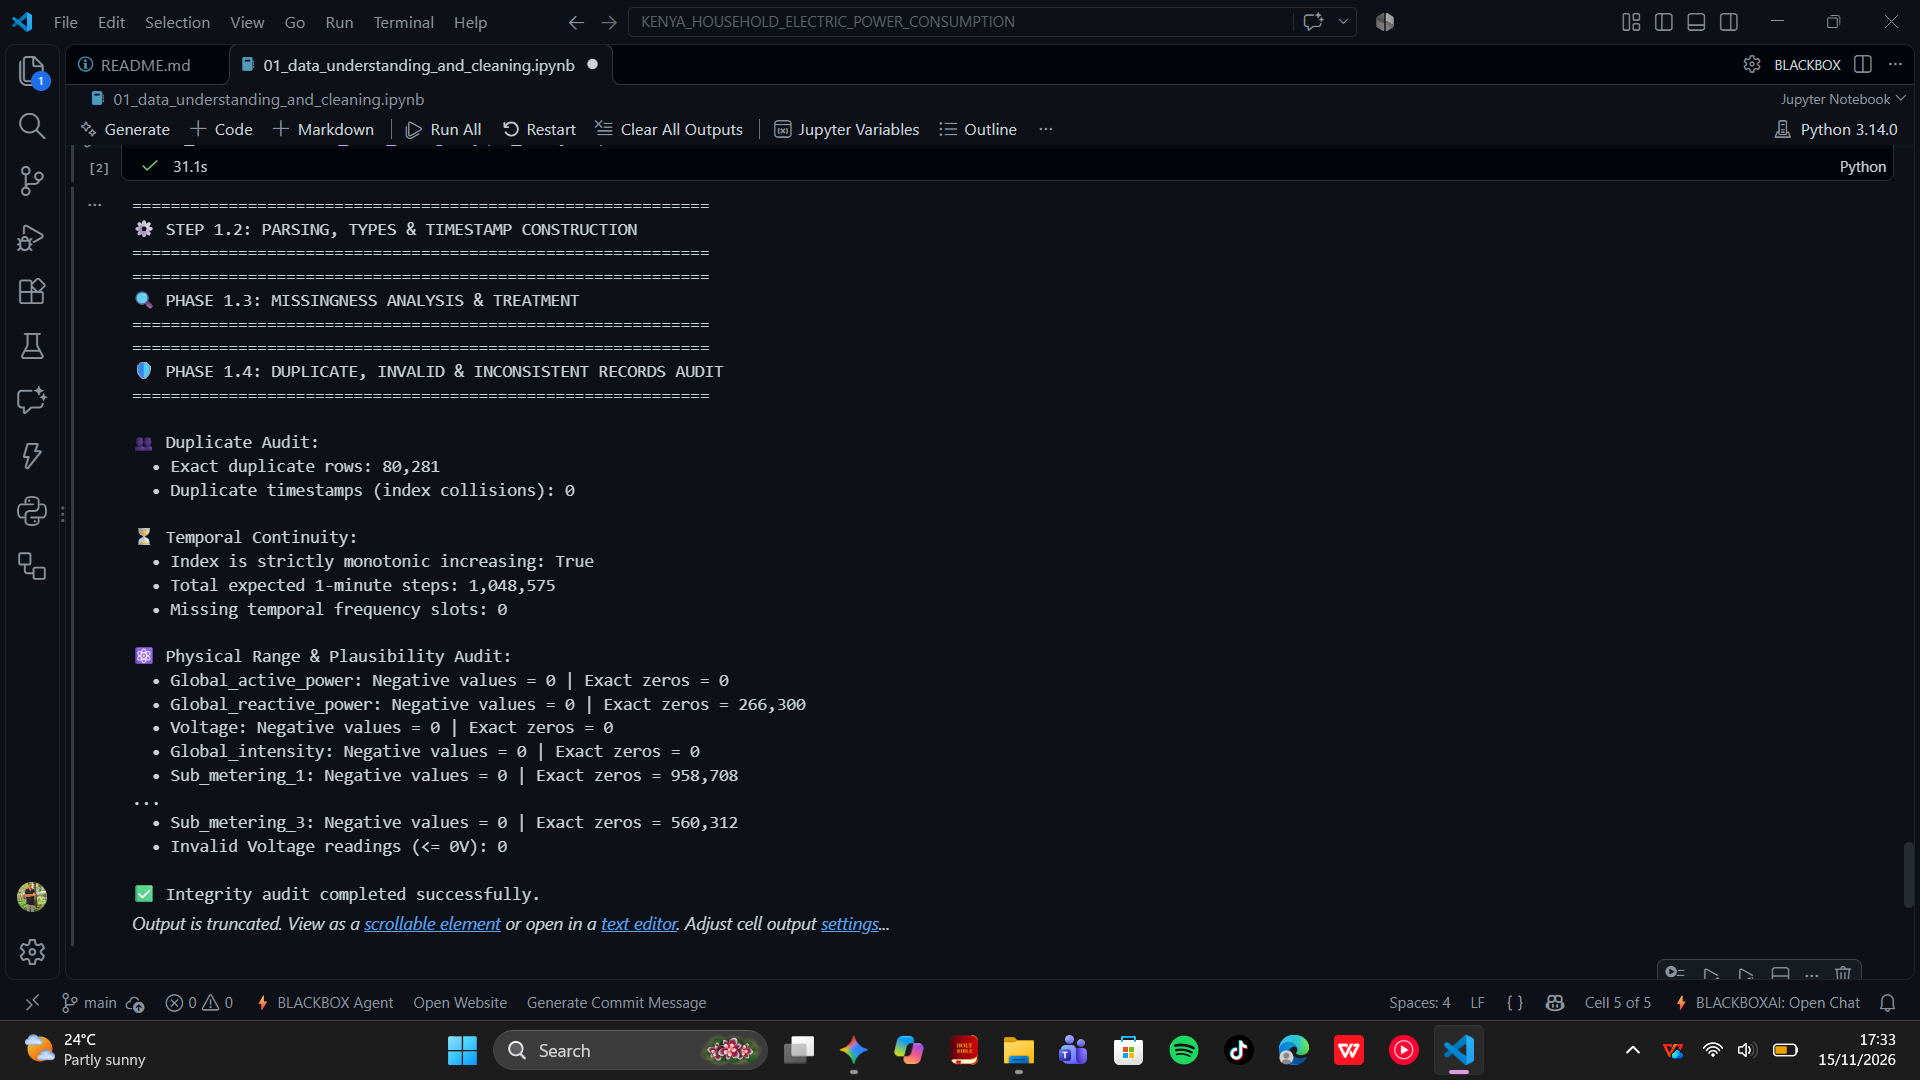 File Edit Selection View Go Run Terminal Help
KENYA_HOUSEHOLD_ELECTRIC_POWER_CONSUMPTION
1
README.md
01_data_understanding_and_cleaning.ipynb
BLACKBOX
01_data_understanding_and_cleaning.ipynb
Jupyter Notebook
Generate + Code + Markdown Run All Restart Clear All Outputs Jupyter Variables Outline ...
Python 3.14.0
[2] 31.1s
Python
...
============================================================
STEP 1.2: PARSING, TYPES & TIMESTAMP CONSTRUCTION
============================================================
============================================================
PHASE 1.3: MISSINGNESS ANALYSIS & TREATMENT
============================================================
============================================================
PHASE 1.4: DUPLICATE, INVALID & INCONSISTENT RECORDS AUDIT
============================================================
Duplicate Audit:
• Exact duplicate rows: 80,281
• Duplicate timestamps (index collisions): 0
Temporal Continuity:
• Index is strictly monotonic increasing: True
• Total expected 1-minute steps: 1,048,575
• Missing temporal frequency slots: 0
Physical Range & Plausibility Audit:
• Global_active_power: Negative values = 0 | Exact zeros = 0
• Global_reactive_power: Negative values = 0 | Exact zeros = 266,300
• Voltage: Negative values = 0 | Exact zeros = 0
• Global_intensity: Negative values = 0 | Exact zeros = 0
• Sub_metering_1: Negative values = 0 | Exact zeros = 958,708
...
• Sub_metering_3: Negative values = 0 | Exact zeros = 560,312
• Invalid Voltage readings (<= 0V): 0
Integrity audit completed successfully.
Output is truncated. View as a scrollable element or open in a text editor. Adjust cell output settings...
main 0 0 BLACKBOX Agent Open Website Generate Commit Message
Spaces: 4 LF {} Cell 5 of 5 BLACKBOXAI: Open Chat
24°C
Partly sunny
Search
HOLY BIBLE
17:33
15/11/2026